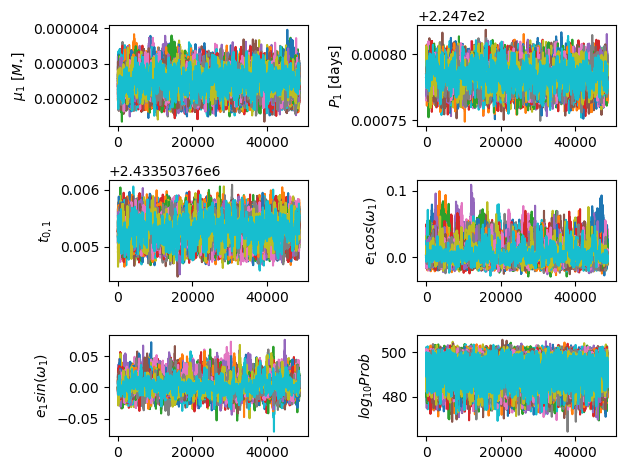 0.000004
0.000003
0.000002
μ₁ [M.]
0 20000 40000
+2.247e2
0.00080
0.00075
P₁ [days]
0 20000 40000
+2.43350376e6
0.006
0.005
t₀,₁
0 20000 40000
0.1
0.0
e₁cos(ω₁)
0 20000 40000
0.05
0.00
−0.05
e₁sin(ω₁)
0 20000 40000
500
480
log₁₀Prob
0 20000 40000